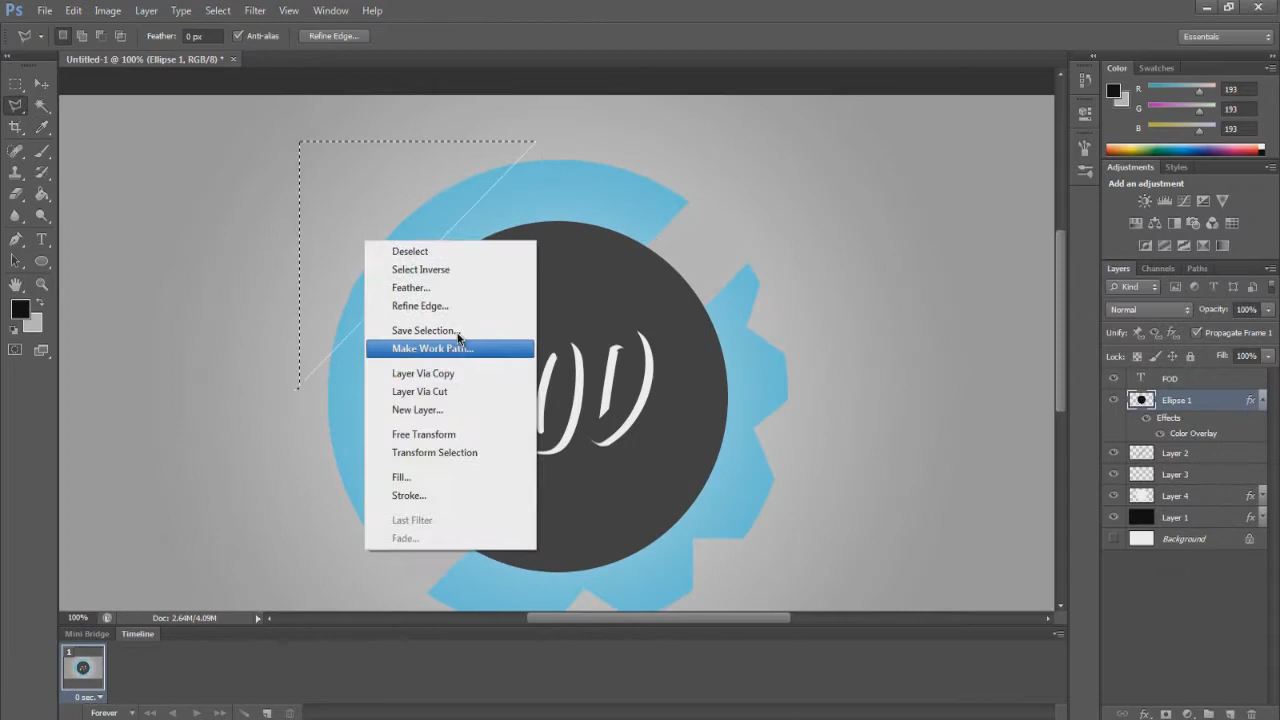 Ps File Edit Image Layer Type Select Filter View Window Help
Feather: 0 px Anti-alias Refine Edge... Essentials
Untitled-1 @ 100% (Ellipse 1, RGB/8) * ×
Color Swatches
R 193
G 193
B 193
Adjustments Styles
Add an adjustment
Layers Channels Paths
Kind
Normal Opacity: 100%
Unify: Propagate Frame 1
Lock: Fill: 100%
T FOD
Ellipse 1 fx
Effects
Color Overlay
Layer 2
Layer 3
Layer 4 fx
Layer 1 fx
Background
Deselect
Select Inverse
Feather...
Refine Edge...
Save Selection...
Make Work Path...
Layer Via Copy
Layer Via Cut
New Layer...
Free Transform
Transform Selection
Fill...
Stroke...
Last Filter
Fade...
100% Doc: 2.64M/4.09M
Mini Bridge Timeline
1
0 sec.
Forever